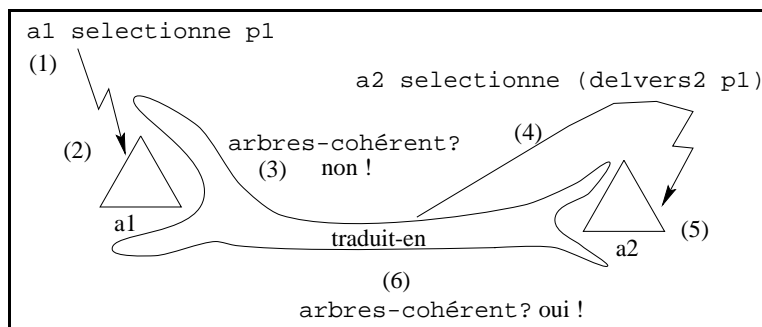 a1 selectionne p1
(1)
a2 selectionne (de1vers2 p1)
(2)
arbres-cohérent?
(4)
(3) non !
a1
traduit-en
a2
(5)
(6)
arbres-cohérent? oui !